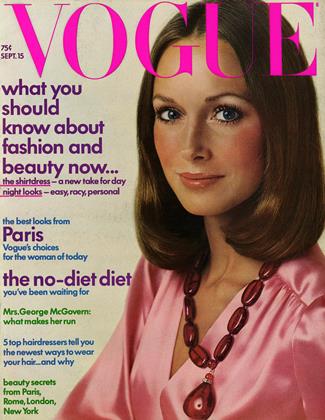 VOGUE
75¢
SEPT.15
what you
should
know about
fashion and
beauty now...
the shirtdress – a new take for day
night looks – easy, racy, personal
the best looks from
Paris
Vogue's choices
for the woman of today
the no-diet diet
you've been waiting for
Mrs.George McGovern:
what makes her run
5 top hairdressers tell you
the newest ways to wear
your hair...and why
beauty secrets
from Paris,
Rome, London,
New York